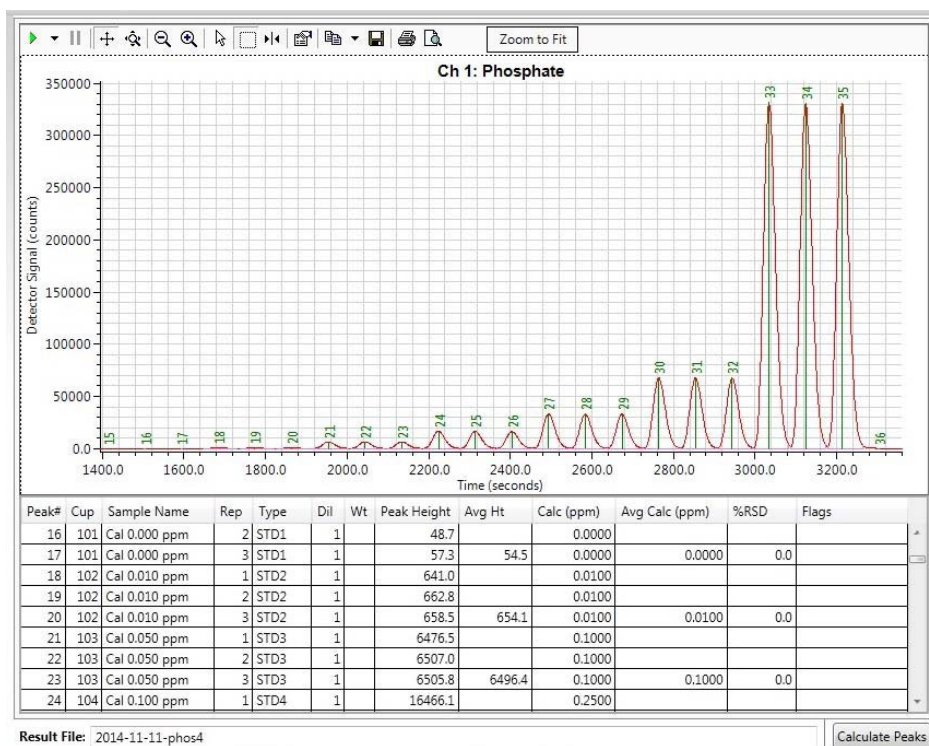 Zoom to Fit
Ch 1: Phosphate
350000
300000
250000
200000
150000
100000
50000
0.0
Detector Signal (counts)
15 16 17 18 19 20 21 22 23 24 25 26 27 28 29 30 31 32 33 34 35 36
1400.0 1600.0 1800.0 2000.0 2200.0 2400.0 2600.0 2800.0 3000.0 3200.0
Time (seconds)
Peak# Cup Sample Name Rep Type Dil Wt Peak Height Avg Ht Calc (ppm) Avg Calc (ppm) %RSD Flags
16 101 Cal 0.000 ppm 2 STD1 1 48.7 0.0000
17 101 Cal 0.000 ppm 3 STD1 1 57.3 54.5 0.0000 0.0000 0.0
18 102 Cal 0.010 ppm 1 STD2 1 641.0 0.0100
19 102 Cal 0.010 ppm 2 STD2 1 662.8 0.0100
20 102 Cal 0.010 ppm 3 STD2 1 658.5 654.1 0.0100 0.0100 0.0
21 103 Cal 0.050 ppm 1 STD3 1 6476.5 0.1000
22 103 Cal 0.050 ppm 2 STD3 1 6507.0 0.1000
23 103 Cal 0.050 ppm 3 STD3 1 6505.8 6496.4 0.1000 0.1000 0.0
24 104 Cal 0.100 ppm 1 STD4 1 16466.1 0.2500
Result File: 2014-11-11-phos4 Calculate Peaks